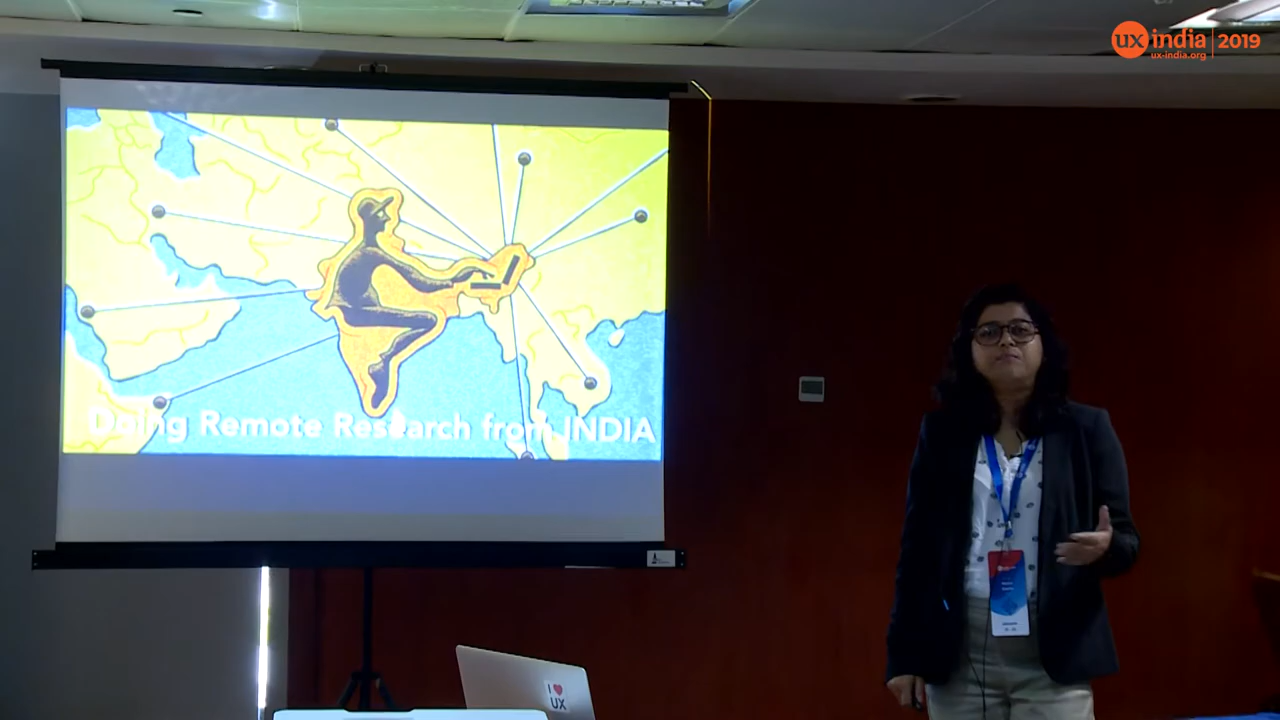 ux india 2019
ux-india.org
Doing Remote Research from INDIA
I ♥ UX